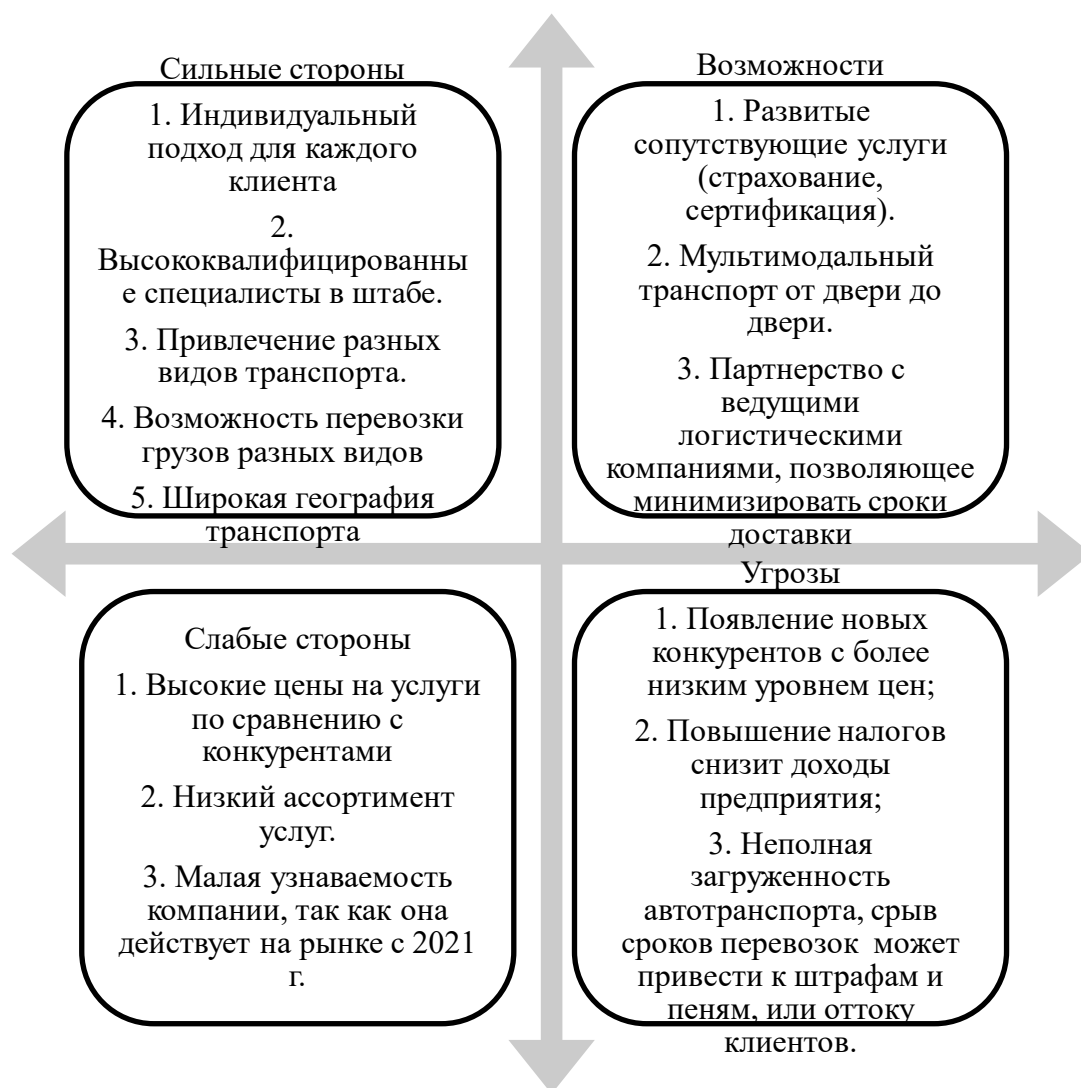 Сильные стороны
1. Индивидуальный
подход для каждого
клиента
2.
Высококвалифицированны
е специалисты в штабе.
3. Привлечение разных
видов транспорта.
4. Возможность перевозки
грузов разных видов
5. Широкая география
транспорта
Возможности
1. Развитые
сопутствующие услуги
(страхование,
сертификация).
2. Мультимодальный
транспорт от двери до
двери.
3. Партнерство с
ведущими
логистическими
компаниями, позволяющее
минимизировать сроки
доставки
Слабые стороны
1. Высокие цены на услуги
по сравнению с
конкурентами
2. Низкий ассортимент
услуг.
3. Малая узнаваемость
компании, так как она
действует на рынке с 2021
г.
Угрозы
1. Появление новых
конкурентов с более
низким уровнем цен;
2. Повышение налогов
снизит доходы
предприятия;
3. Неполная
загруженность
автотранспорта, срыв
сроков перевозок может
привести к штрафам и
пеням, или оттоку
клиентов.